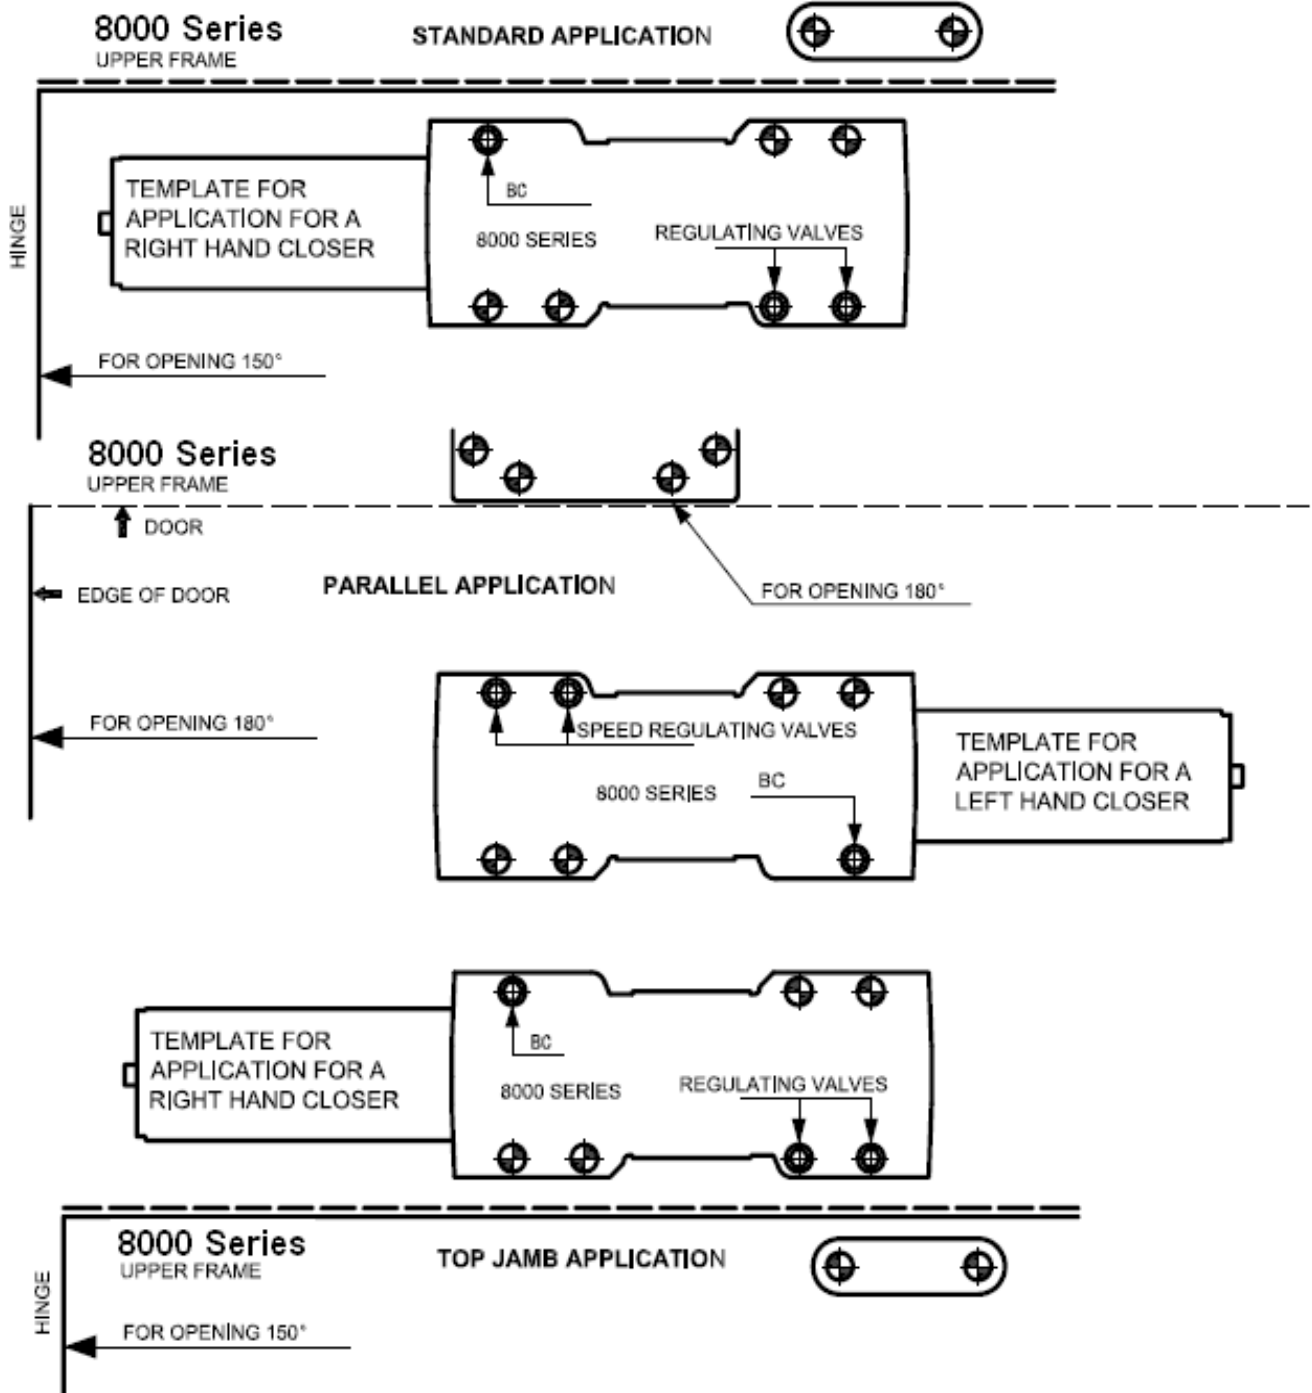 8000 Series
UPPER FRAME
STANDARD APPLICATION
HINGE
TEMPLATE FOR
APPLICATION FOR A
RIGHT HAND CLOSER
BC
8000 SERIES
REGULATING VALVES
FOR OPENING 150°
8000 Series
UPPER FRAME
DOOR
EDGE OF DOOR
PARALLEL APPLICATION
FOR OPENING 180°
FOR OPENING 180°
SPEED REGULATING VALVES
8000 SERIES
BC
TEMPLATE FOR
APPLICATION FOR A
LEFT HAND CLOSER
TEMPLATE FOR
APPLICATION FOR A
RIGHT HAND CLOSER
BC
8000 SERIES
REGULATING VALVES
8000 Series
UPPER FRAME
TOP JAMB APPLICATION
HINGE
FOR OPENING 150°